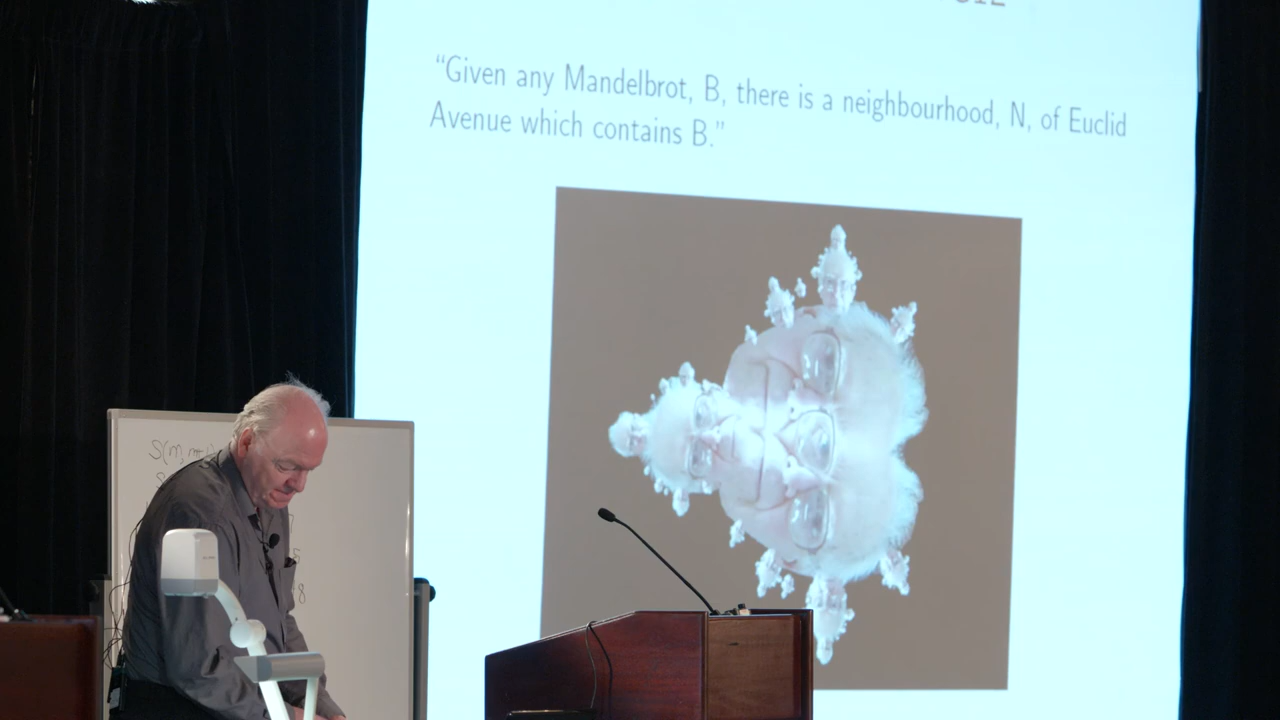 “Given any Mandelbrot, B, there is a neighbourhood, N, of Euclid
Avenue which contains B.”